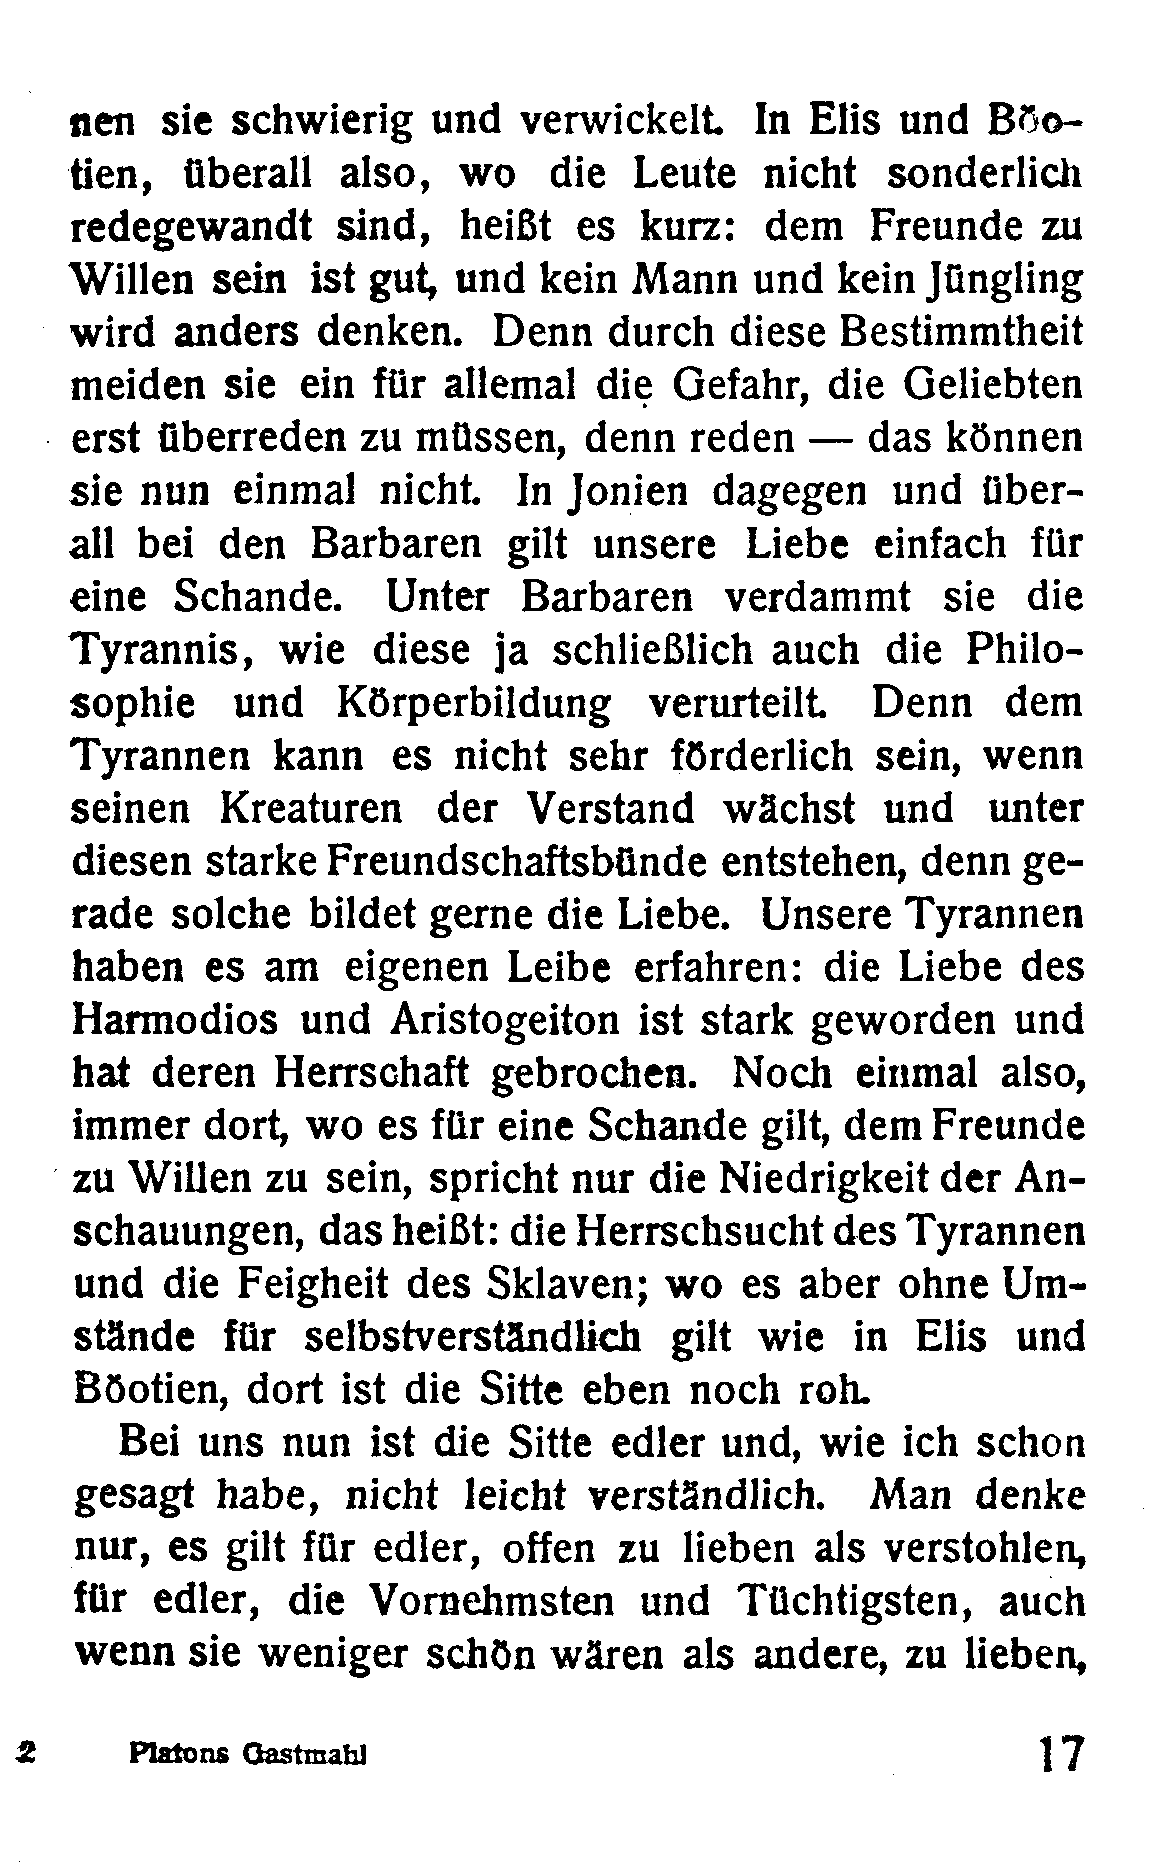 nen sie schwierig und verwickelt. In Elis und Böo-
tien, überall also, wo die Leute nicht sonderlich
redegewandt sind, heißt es kurz: dem Freunde zu
Willen sein ist gut, und kein Mann und kein Jüngling
wird anders denken. Denn durch diese Bestimmtheit
meiden sie ein für allemal die Gefahr, die Geliebten
erst überreden zu müssen, denn reden — das können
sie nun einmal nicht. In Jonien dagegen und über-
all bei den Barbaren gilt unsere Liebe einfach für
eine Schande. Unter Barbaren verdammt sie die
Tyrannis, wie diese ja schließlich auch die Philo-
sophie und Körperbildung verurteilt. Denn dem
Tyrannen kann es nicht sehr förderlich sein, wenn
seinen Kreaturen der Verstand wächst und unter
diesen starke Freundschaftsbünde entstehen, denn ge-
rade solche bildet gerne die Liebe. Unsere Tyrannen
haben es am eigenen Leibe erfahren: die Liebe des
Harmodios und Aristogeiton ist stark geworden und
hat deren Herrschaft gebrochen. Noch einmal also,
immer dort, wo es für eine Schande gilt, dem Freunde
zu Willen zu sein, spricht nur die Niedrigkeit der An-
schauungen, das heißt: die Herrschsucht des Tyrannen
und die Feigheit des Sklaven; wo es aber ohne Um-
stände für selbstverständlich gilt wie in Elis und
Böotien, dort ist die Sitte eben noch roh.
Bei uns nun ist die Sitte edler und, wie ich schon
gesagt habe, nicht leicht verständlich. Man denke
nur, es gilt für edler, offen zu lieben als verstohlen,
für edler, die Vornehmsten und Tüchtigsten, auch
wenn sie weniger schön wären als andere, zu lieben,
2 Platons Gastmahl 17